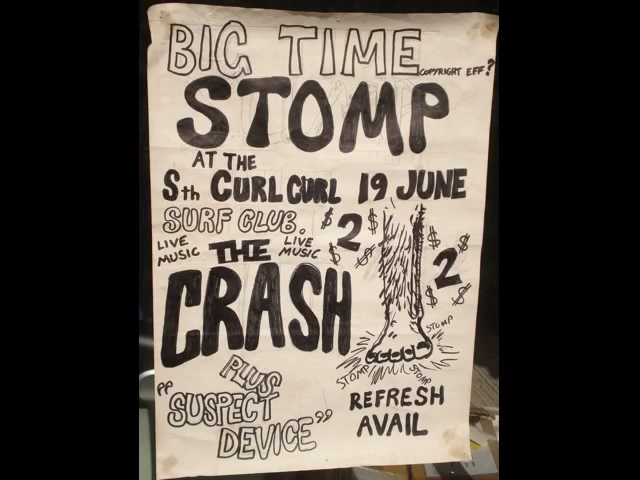 BIG TIME
COPYRIGHT EFF?
STOMP
AT THE
Sth CURL CURL 19 JUNE
SURF CLUB.
$ 2 $
$ $
$ 2 $
$ $
LIVE MUSIC
THE
LIVE MUSIC
CRASH
STOMP
STOMP
STOMP
PLUS
"SUSPECT
DEVICE"
REFRESH
AVAIL